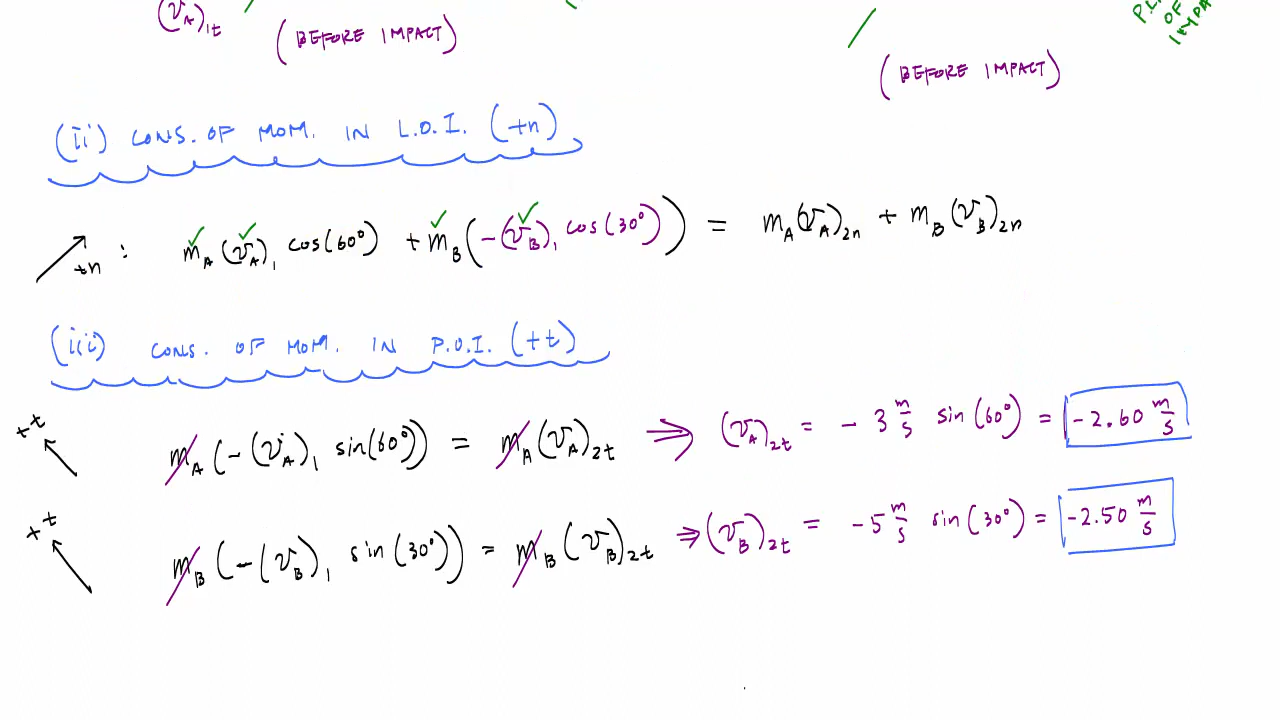 (V_A)_1t
(BEFORE IMPACT)
OF
(BEFORE IMPACT)
(ii) CONS. OF MOM. IN L.O.I. (+n)
+n : m_A (V_A)_1 cos(60°) + m_B (-(V_B)_1 cos(30°)) = m_A (V_A)_2n + m_B (V_B)_2n
(iii) CONS. OF MOM. IN P.O.I. (+t)
+t m_A (-(V_A)_1 sin(60°)) = m_A (V_A)_2t ⇒ (V_A)_2t = - 3 m/s sin(60°) = -2.60 m/s
+t m_B (-(V_B)_1 sin(30°)) = m_B (V_B)_2t ⇒ (V_B)_2t = -5 m/s sin(30°) = -2.50 m/s